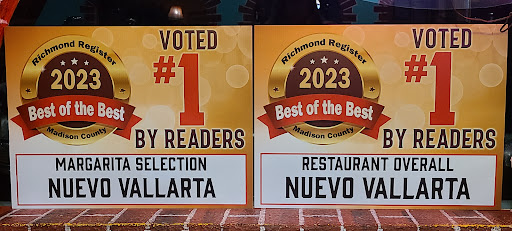 Richmond Register
2023
Best of the Best
Madison County
VOTED
#1
BY READERS
MARGARITA SELECTION
NUEVO VALLARTA
Richmond Register
2023
Best of the Best
Madison County
VOTED
#1
BY READERS
RESTAURANT OVERALL
NUEVO VALLARTA